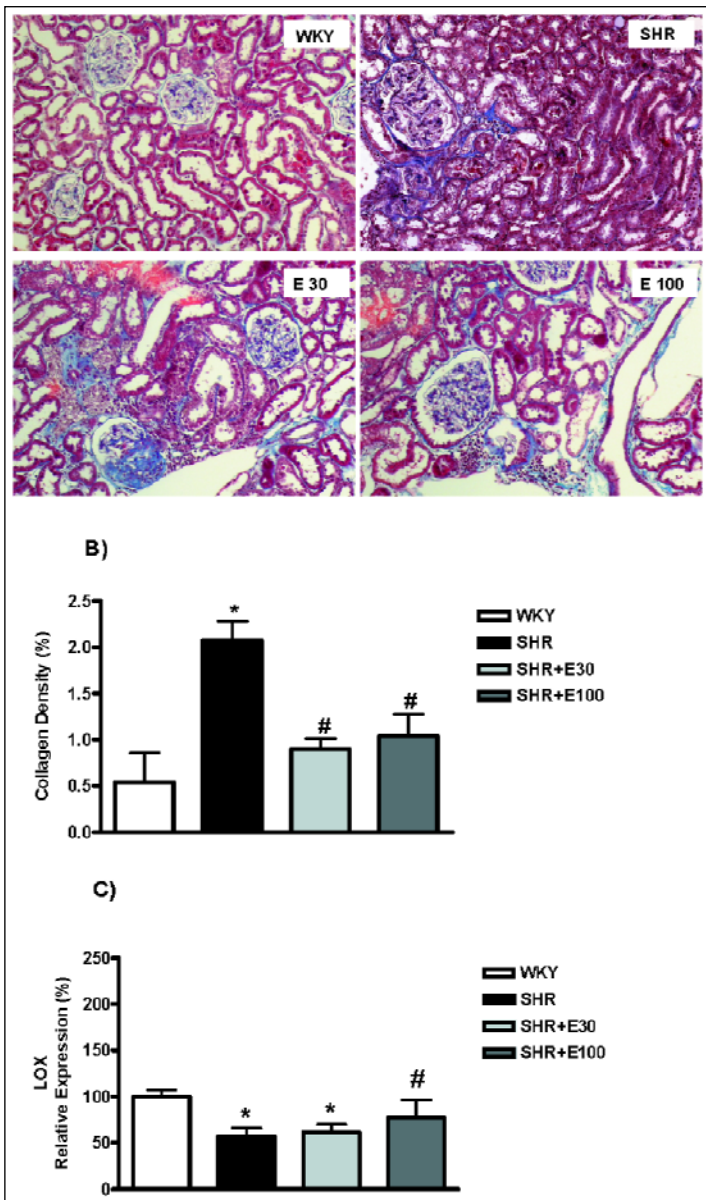 WKY
SHR
E 30
E 100
B)
Collagen Density (%)
2.5
2.0
1.5
1.0
0.5
0.0
*
#
#
WKY
SHR
SHR+E30
SHR+E100
C)
LOX
Relative Expression (%)
250
200
150
100
50
0
*
*
#
WKY
SHR
SHR+E30
SHR+E100